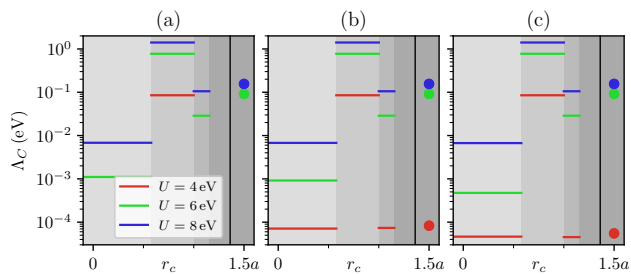 (a) (b) (c)
Λ_C (eV)
10^0
10^−1
10^−2
10^−3
10^−4
U = 4 eV
U = 6 eV
U = 8 eV
0 r_c 1.5a 0 r_c 1.5a 0 r_c 1.5a